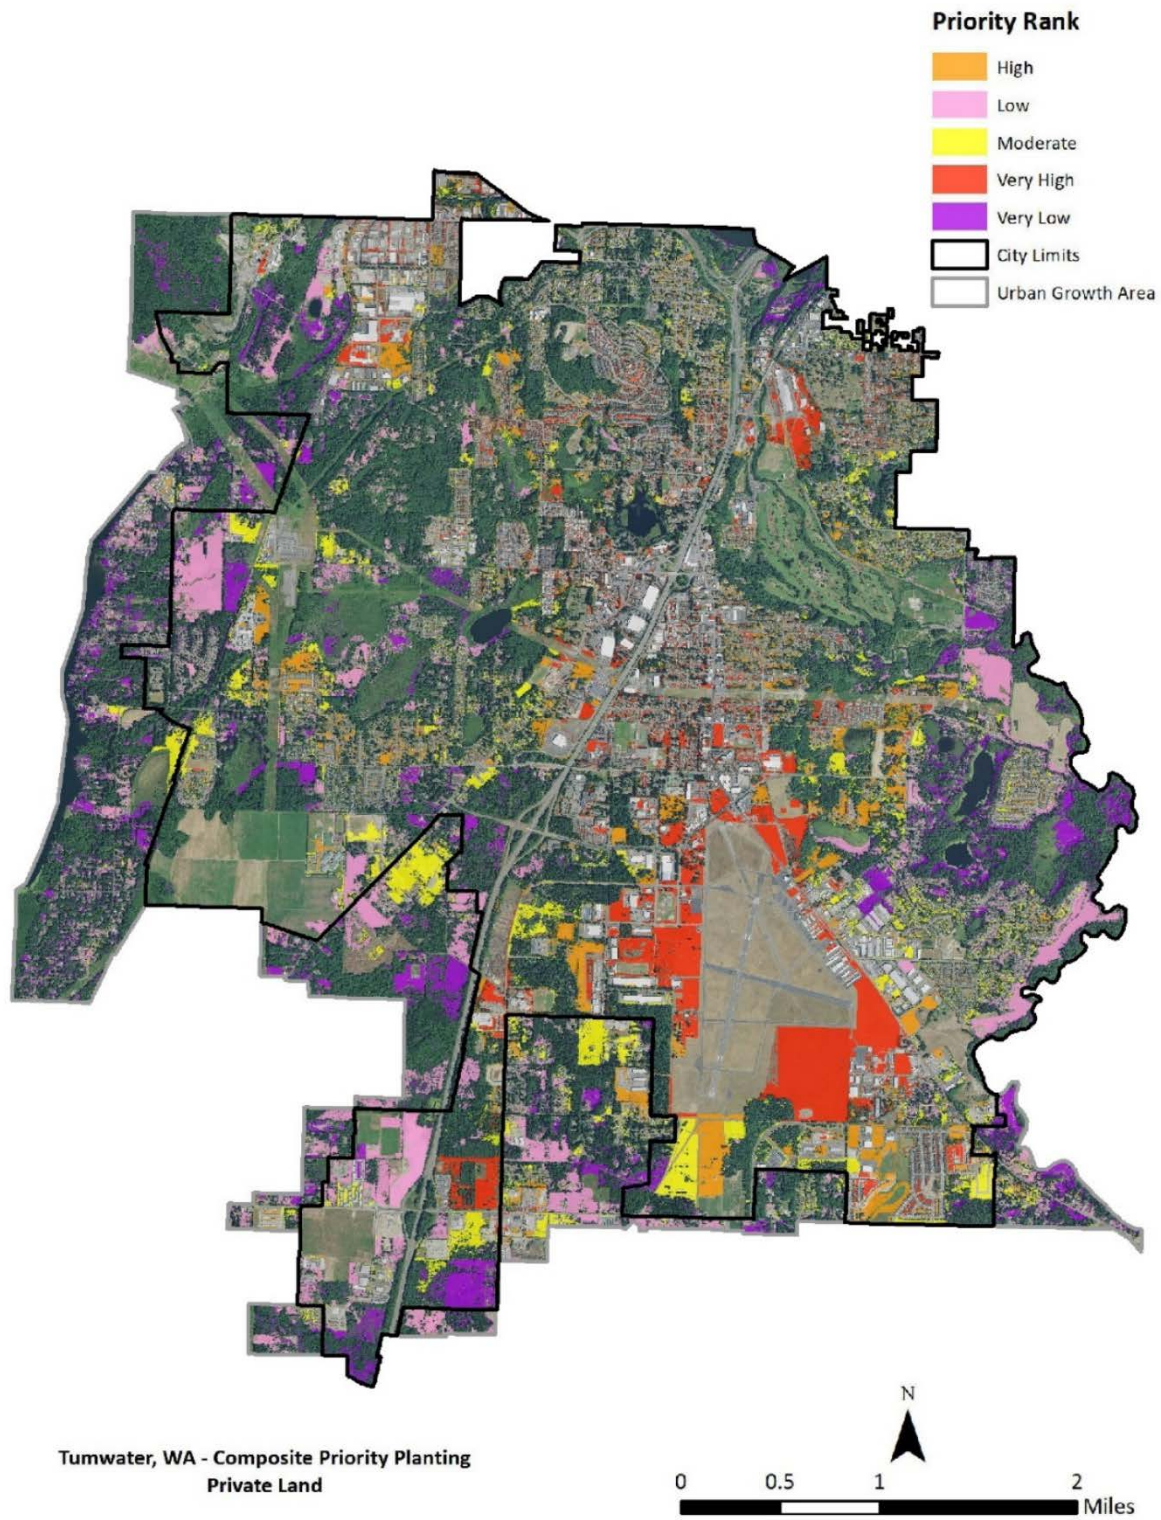 Priority Rank
High
Low
Moderate
Very High
Very Low
City Limits
Urban Growth Area
Tumwater, WA - Composite Priority Planting
Private Land
N
0 0.5 1 2
Miles